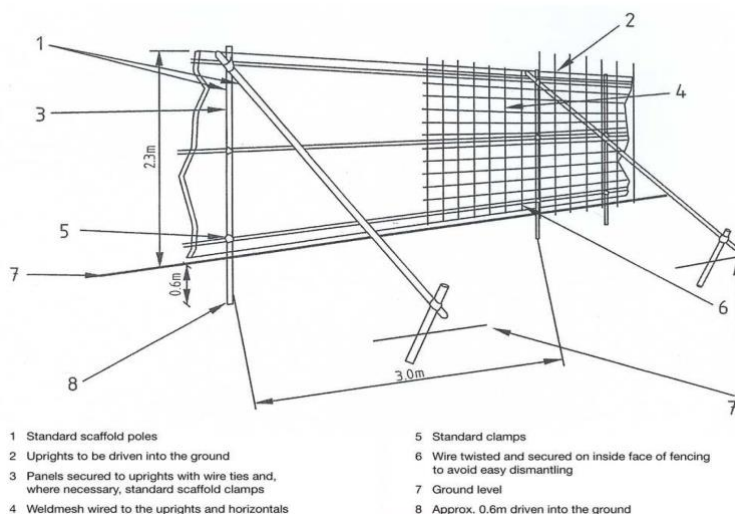 1
2
3
4
2.3m
5
7
0.6m
6
8
3.0m
7
1 Standard scaffold poles
2 Uprights to be driven into the ground
3 Panels secured to uprights with wire ties and,
where necessary, standard scaffold clamps
4 Weldmesh wired to the uprights and horizontals
5 Standard clamps
6 Wire twisted and secured on inside face of fencing
to avoid easy dismantling
7 Ground level
8 Approx. 0.6m driven into the ground